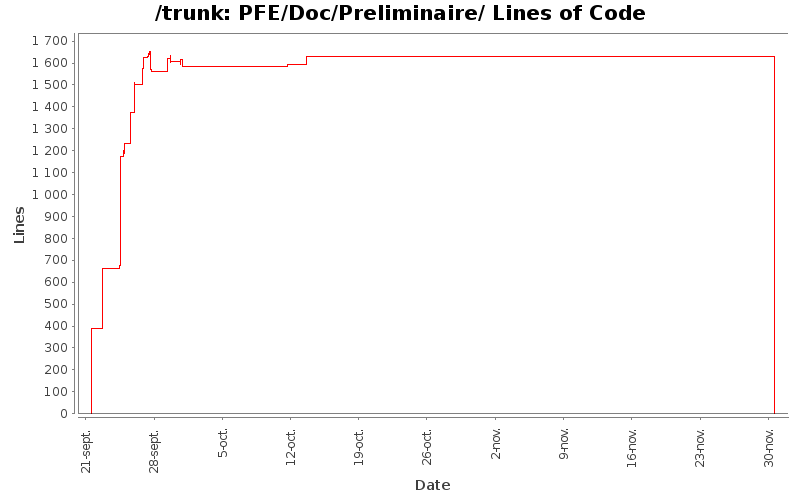 /trunk: PFE/Doc/Preliminaire/ Lines of Code
1 700
1 600
1 500
1 400
1 300
1 200
1 100
1 000
900
800
700
600
500
400
300
200
100
0
Lines
21-sept.
28-sept.
5-oct.
12-oct.
19-oct.
26-oct.
2-nov.
9-nov.
16-nov.
23-nov.
30-nov.
Date